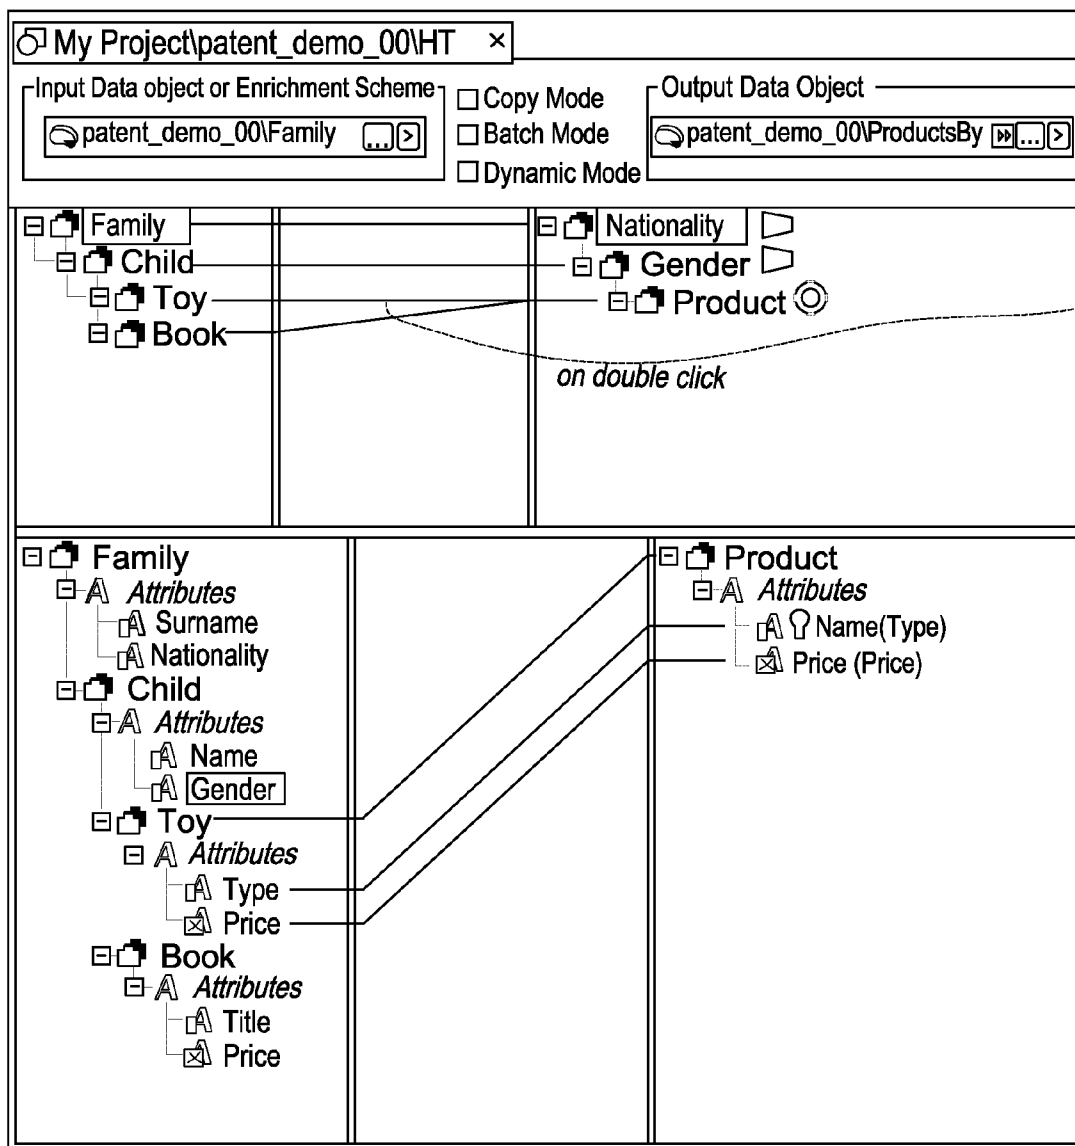 My Project\patent_demo_00\HT ×
Input Data object or Enrichment Scheme
patent_demo_00\Family ... >
Copy Mode
Batch Mode
Dynamic Mode
Output Data Object
patent_demo_00\ProductsBy ... >
Family
Child
Toy
Book
Nationality
Gender
Product
on double click
Family
A Attributes
A Surname
A Nationality
Child
A Attributes
A Name
A Gender
Toy
A Attributes
A Type
A Price
Book
A Attributes
A Title
A Price
Product
A Attributes
A Name(Type)
A Price (Price)